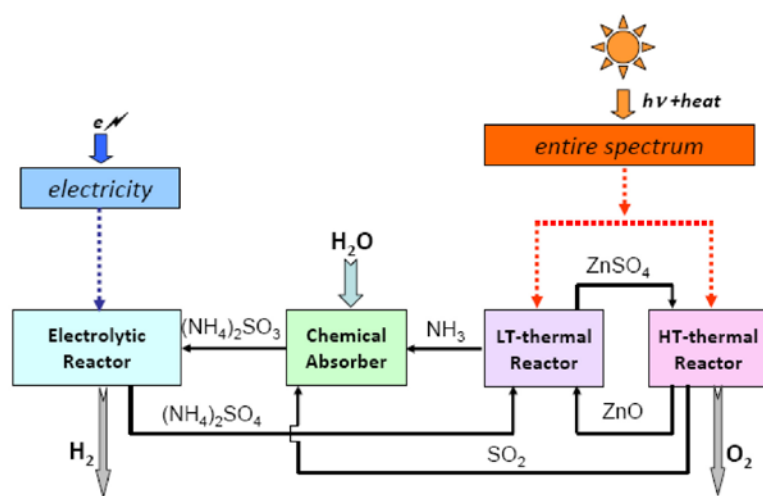 hν+heat
e
entire spectrum
electricity
H₂O
ZnSO₄
Electrolytic
Reactor
(NH₄)₂SO₃
Chemical
Absorber
NH₃
LT-thermal
Reactor
HT-thermal
Reactor
(NH₄)₂SO₄
ZnO
H₂
SO₂
O₂